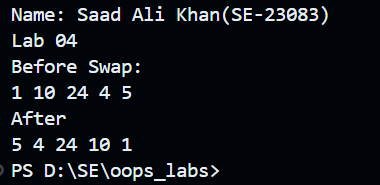 Name: Saad Ali Khan(SE-23083)
Lab 04
Before Swap:
1 10 24 4 5
After
5 4 24 10 1
PS D:\SE\oops_labs>